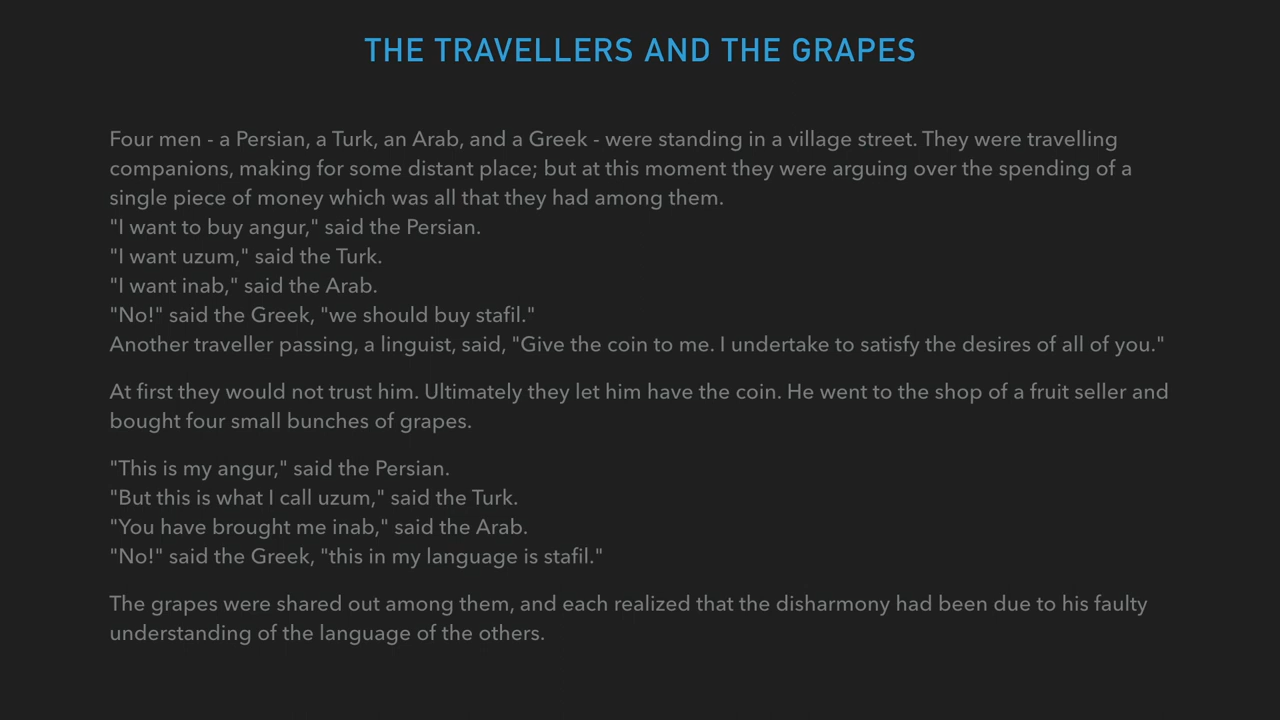 THE TRAVELLERS AND THE GRAPES
Four men - a Persian, a Turk, an Arab, and a Greek - were standing in a village street. They were travelling
companions, making for some distant place; but at this moment they were arguing over the spending of a
single piece of money which was all that they had among them.
"I want to buy angur," said the Persian.
"I want uzum," said the Turk.
"I want inab," said the Arab.
"No!" said the Greek, "we should buy stafil."
Another traveller passing, a linguist, said, "Give the coin to me. I undertake to satisfy the desires of all of you."
At first they would not trust him. Ultimately they let him have the coin. He went to the shop of a fruit seller and
bought four small bunches of grapes.
"This is my angur," said the Persian.
"But this is what I call uzum," said the Turk.
"You have brought me inab," said the Arab.
"No!" said the Greek, "this in my language is stafil."
The grapes were shared out among them, and each realized that the disharmony had been due to his faulty
understanding of the language of the others.